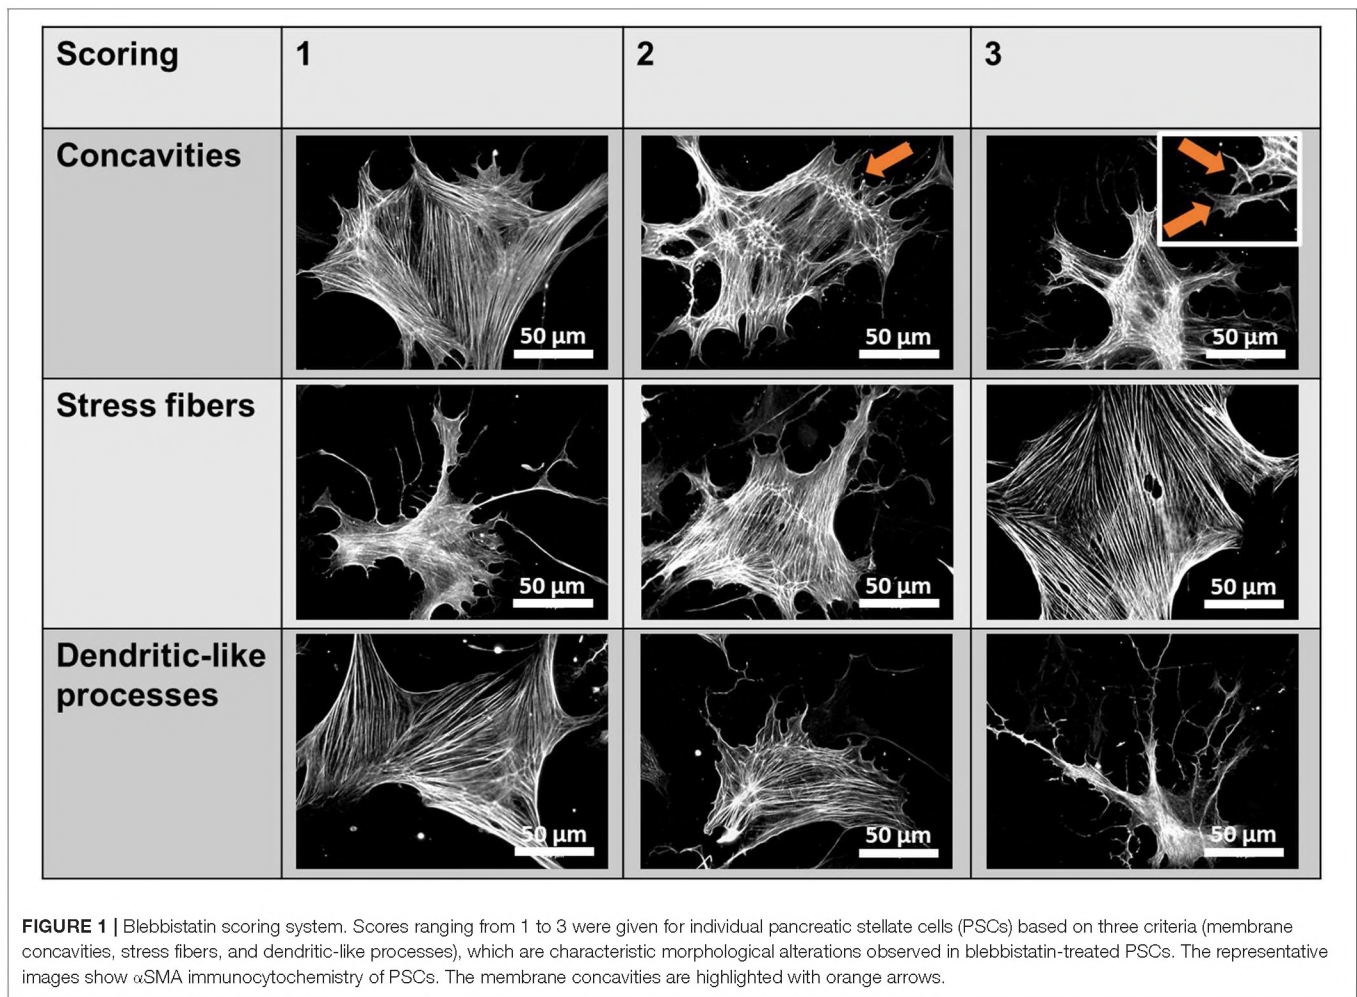 Scoring 1 2 3
Concavities
50 µm 50 µm 50 µm
Stress fibers
50 µm 50 µm 50 µm
Dendritic-like
processes
50 µm 50 µm 50 µm
FIGURE 1 | Blebbistatin scoring system. Scores ranging from 1 to 3 were given for individual pancreatic stellate cells (PSCs) based on three criteria (membrane
concavities, stress fibers, and dendritic-like processes), which are characteristic morphological alterations observed in blebbistatin-treated PSCs. The representative
images show αSMA immunocytochemistry of PSCs. The membrane concavities are highlighted with orange arrows.